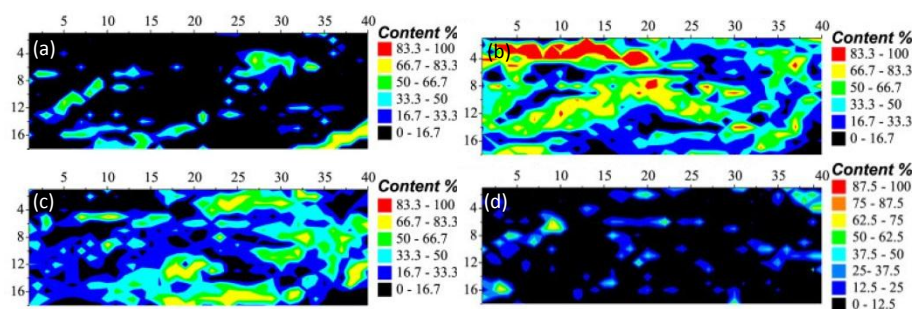 5 10 15 20 25 30 35 40
(a)
4
8
12
16
Content %
83.3 - 100
66.7 - 83.3
50 - 66.7
33.3 - 50
16.7 - 33.3
0 - 16.7
5 10 15 20 25 30 35 40
(b)
4
8
12
16
Content %
83.3 - 100
66.7 - 83.3
50 - 66.7
33.3 - 50
16.7 - 33.3
0 - 16.7
5 10 15 20 25 30 35 40
(c)
4
8
12
16
Content %
83.3 - 100
66.7 - 83.3
50 - 66.7
33.3 - 50
16.7 - 33.3
0 - 16.7
5 10 15 20 25 30 35 40
(d)
4
8
12
16
Content %
87.5 - 100
75 - 87.5
62.5 - 75
50 - 62.5
37.5 - 50
25- 37.5
12.5 - 25
0 - 12.5